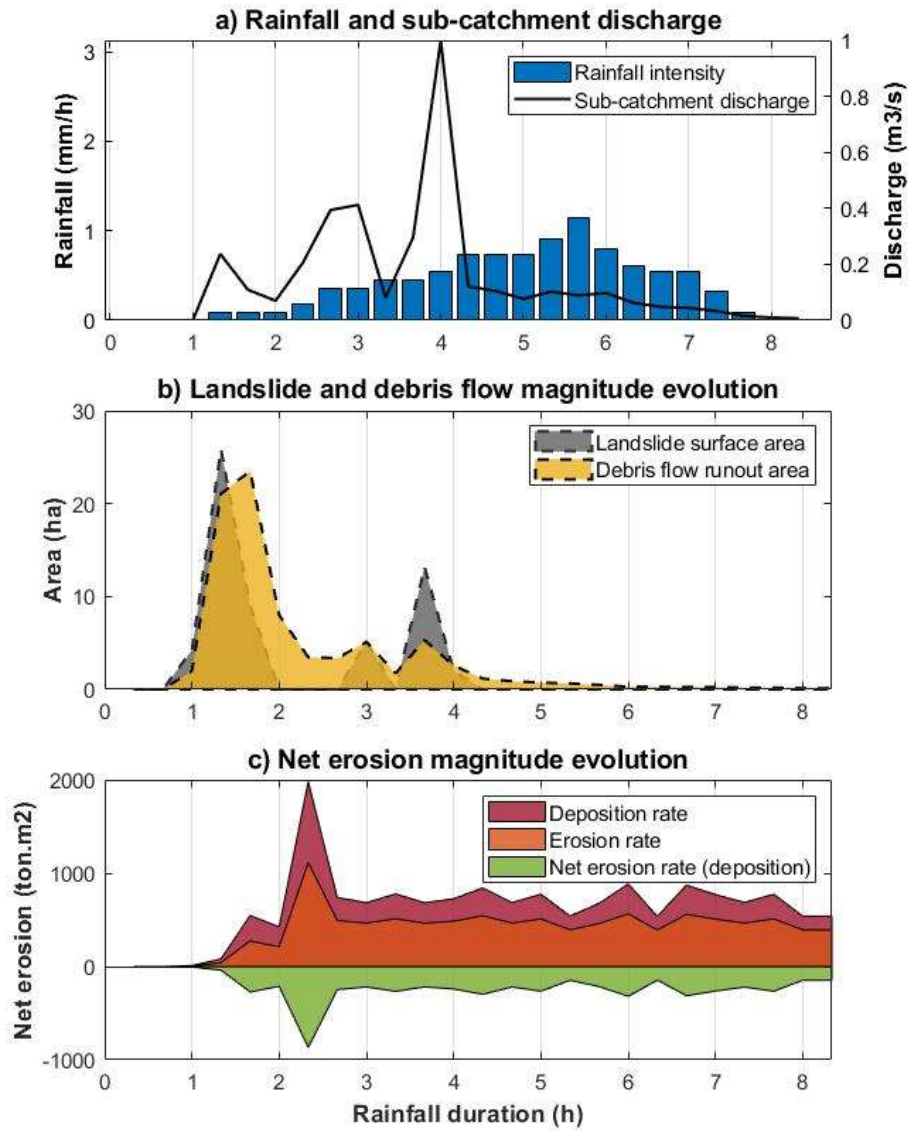 a) Rainfall and sub-catchment discharge
Rainfall (mm/h)
3
2
1
0
Rainfall intensity
Sub-catchment discharge
1
0.8
0.6
0.4
0.2
0
Discharge (m3/s)
0 1 2 3 4 5 6 7 8
b) Landslide and debris flow magnitude evolution
Area (ha)
30
20
10
0
Landslide surface area
Debris flow runout area
0 1 2 3 4 5 6 7 8
c) Net erosion magnitude evolution
Net erosion (ton.m2)
2000
1000
0
-1000
Deposition rate
Erosion rate
Net erosion rate (deposition)
0 1 2 3 4 5 6 7 8
Rainfall duration (h)